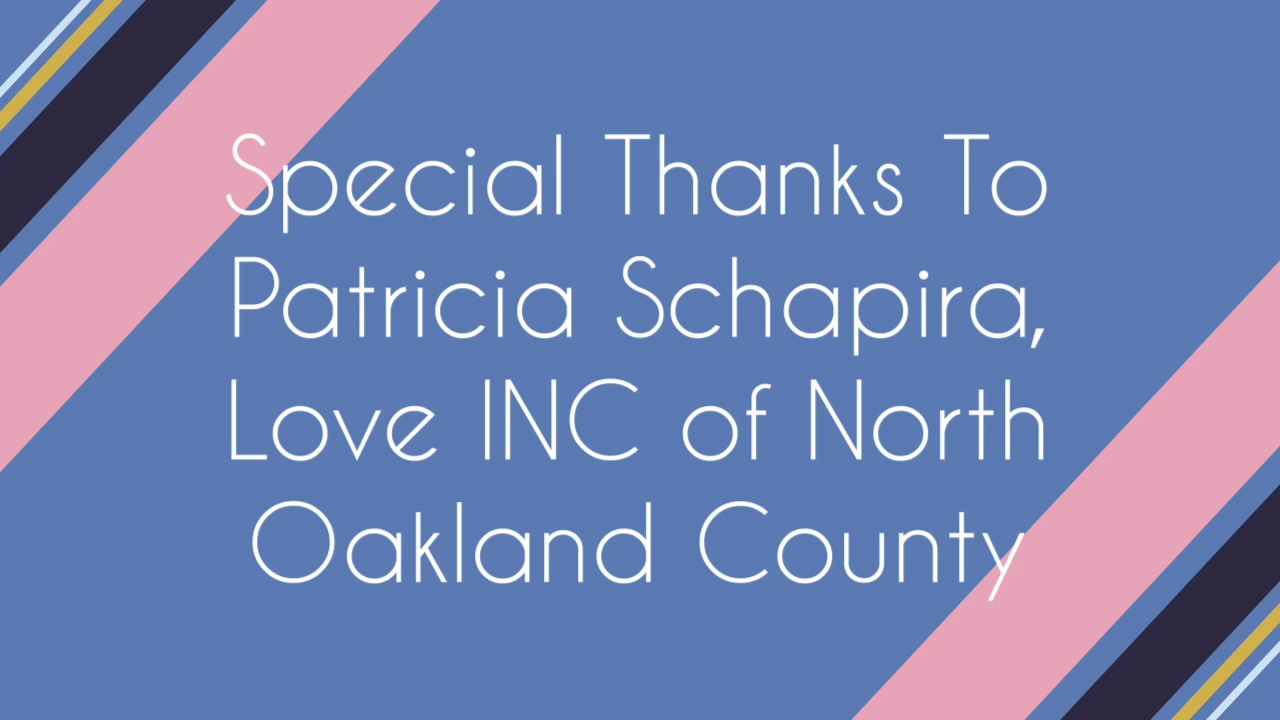 Special Thanks To
Patricia Schapira,
Love INC of North
Oakland County